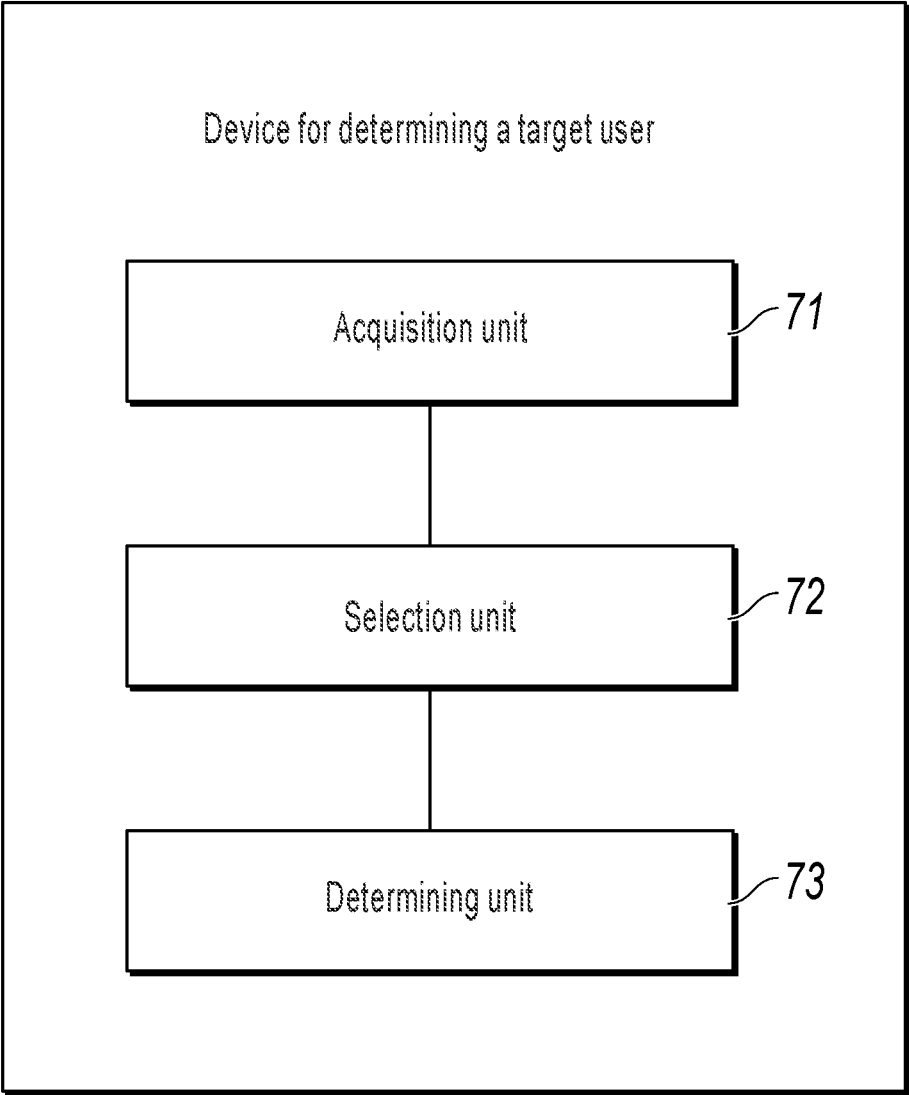 Device for determining a target user
Acquisition unit
71
Selection unit
72
Determining unit
73